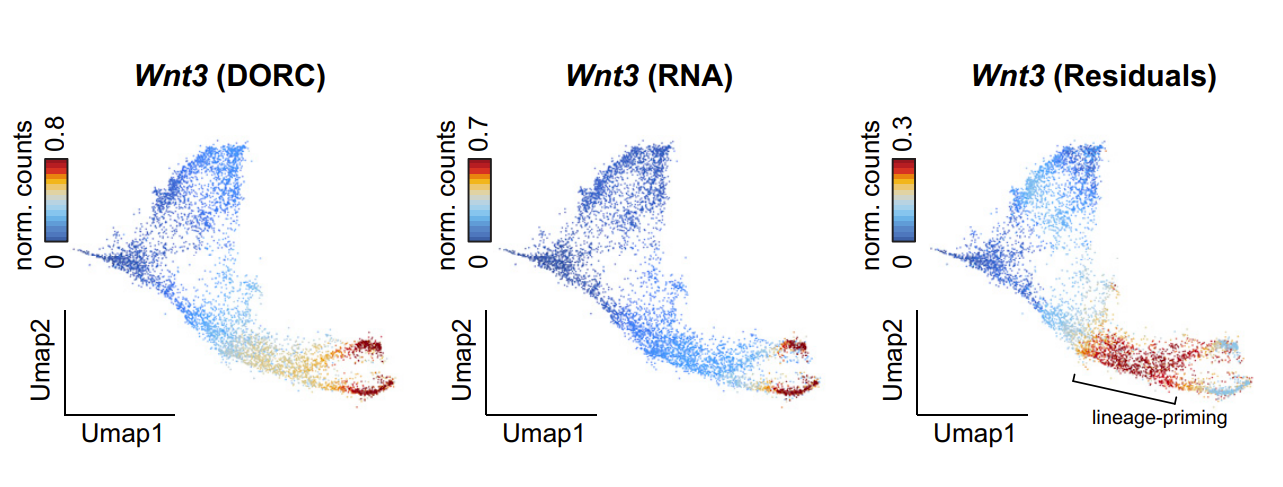 Wnt3 (DORC)
norm. counts
0 0.8
Umap2
Umap1
Wnt3 (RNA)
norm. counts
0 0.7
Umap2
Umap1
Wnt3 (Residuals)
norm. counts
0 0.3
Umap2
Umap1
lineage-priming